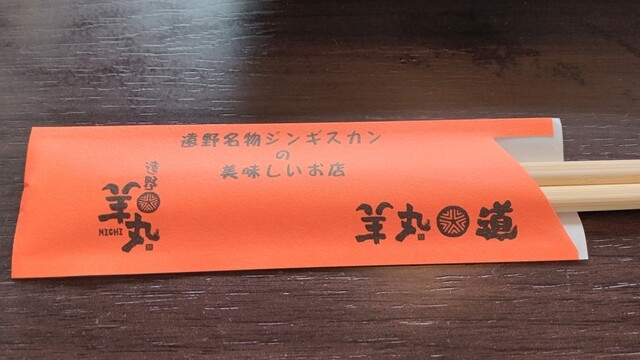 遠野名物ジンギスカン
の
美味しいお店
遠野
羊丸
MICHI
羊丸道